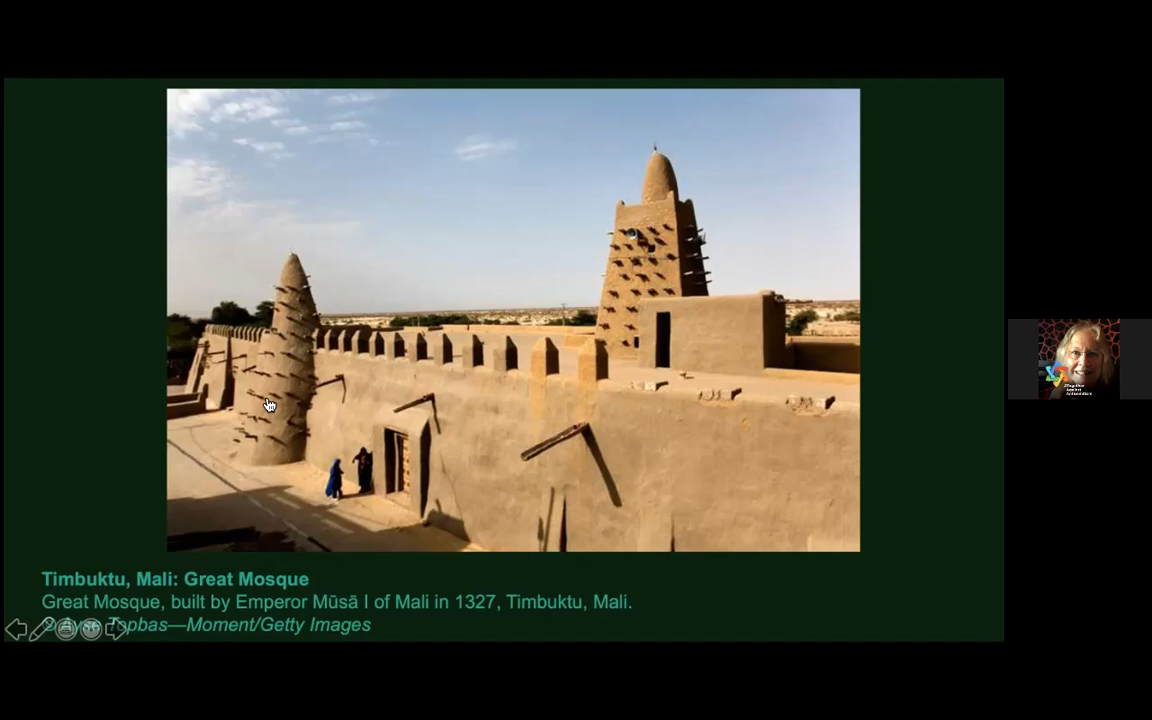 Timbuktu, Mali: Great Mosque
Great Mosque, built by Emperor Mūsā I of Mali in 1327, Timbuktu, Mali.
Topbas—Moment/Getty Images